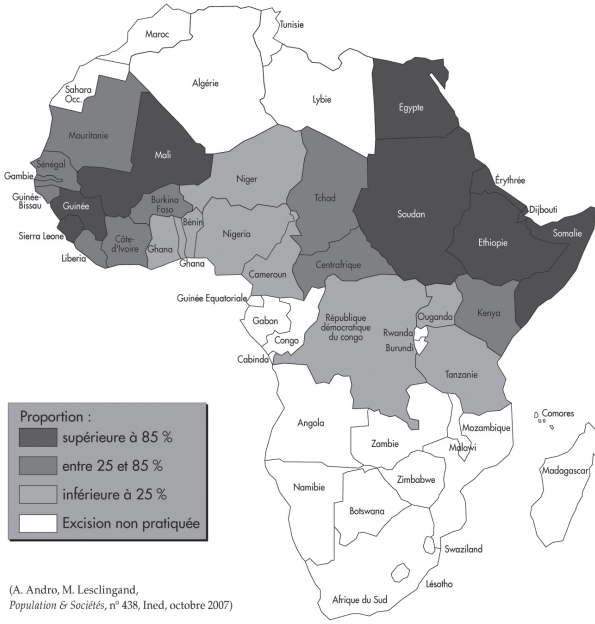 Maroc
Tunisie
Algérie
Lybie
Egypte
Sahara
Occ.
Mauritanie
Mali
Niger
Tchad
Soudan
Érythrée
Djibouti
Somalie
Ethiopie
Sénégal
Gambie
Guinée-
Bissau
Guinée
Sierra Leone
Liberia
Côte-
d'Ivoire
Burkina
Faso
Ghana
Bénin
Ghana
Nigeria
Cameroun
Centrafrique
Guinée Equatoriale
Gabon
Congo
Cabinda
République
démocratique
du congo
Ouganda
Kenya
Rwanda
Burundi
Tanzanie
Angola
Zambie
Malawi
Mozambique
Comores
Madagascar
Zimbabwe
Namibie
Botswana
Swaziland
Lésotho
Afrique du Sud
Proportion :
supérieure à 85 %
entre 25 et 85 %
inférieure à 25 %
Excision non pratiquée
(A. Andro, M. Lesclingand,
Population & Sociétés, n° 438, Ined, octobre 2007)